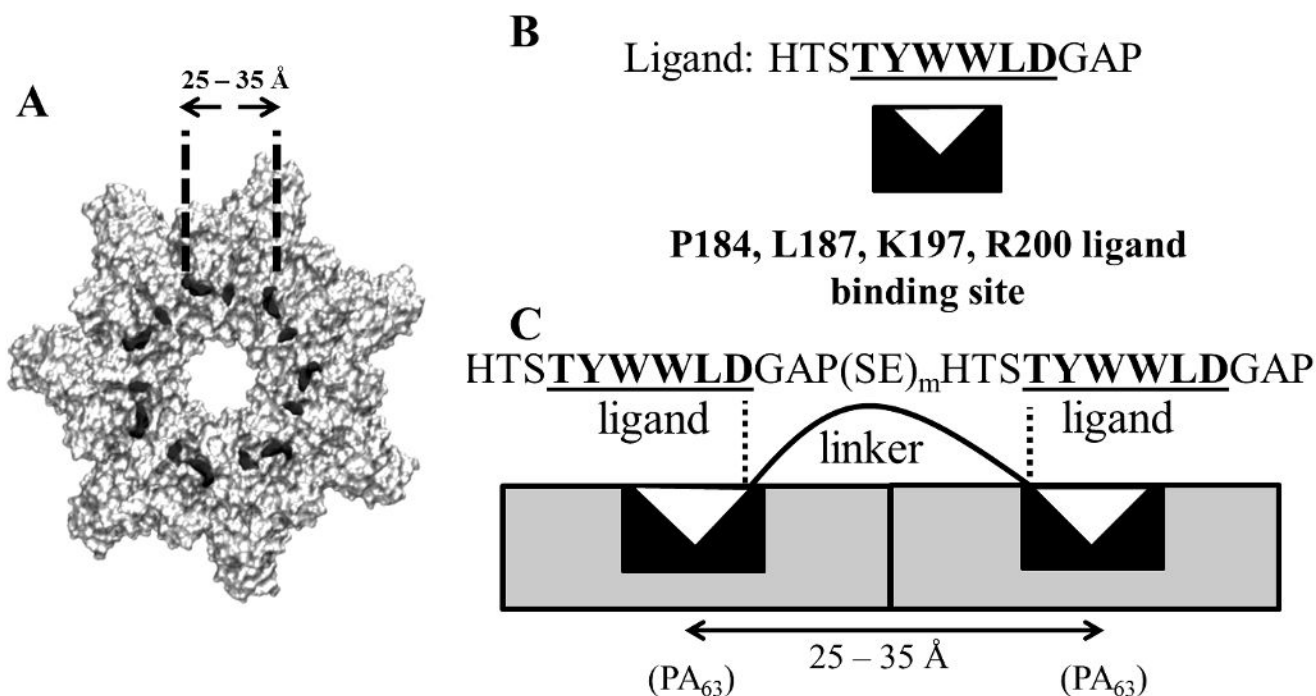 A
25 – 35 Å
B
Ligand: HTSTYWWLDGAP
P184, L187, K197, R200 ligand
binding site
C
HTSTYWWLDGAP(SE)ₘHTSTYWWLDGAP
ligand
linker
ligand
25 – 35 Å
(PA₆₃)
(PA₆₃)